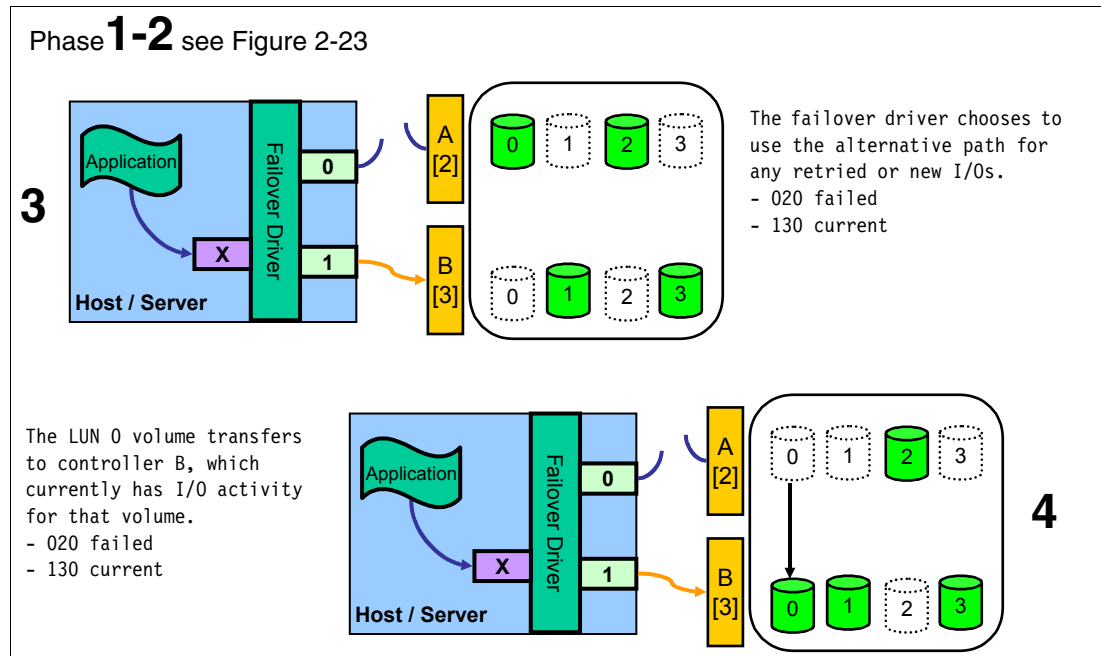 Phase 1-2 see Figure 2-23
3
Application
X
Failover Driver
0
1
Host / Server
A
[2]
B
[3]
0
1
2
3
0
1
2
3
The failover driver chooses to
use the alternative path for
any retried or new I/Os.
- 020 failed
- 130 current
The LUN 0 volume transfers
to controller B, which
currently has I/O activity
for that volume.
- 020 failed
- 130 current
Application
X
Failover Driver
0
1
Host / Server
A
[2]
B
[3]
0
1
2
3
0
1
2
3
4